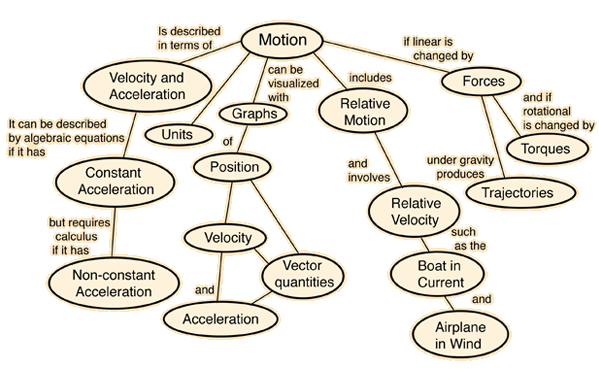 Motion
Is described
in terms of
Velocity and
Acceleration
It can be described
by algebraic equations
if it has
Constant
Acceleration
but requires
calculus
if it has
Non-constant
Acceleration
Units
can be
visualized
with
Graphs
of
Position
Velocity
and
Acceleration
Vector
quantities
includes
Relative
Motion
and
involves
Relative
Velocity
such
as the
Boat in
Current
and
Airplane
in Wind
if linear is
changed by
Forces
and if
rotational
is changed by
Torques
under gravity
produces
Trajectories